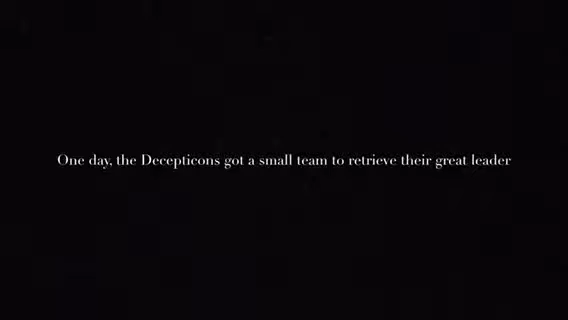 One day, the Decepticons got a small team to retrieve their great leader